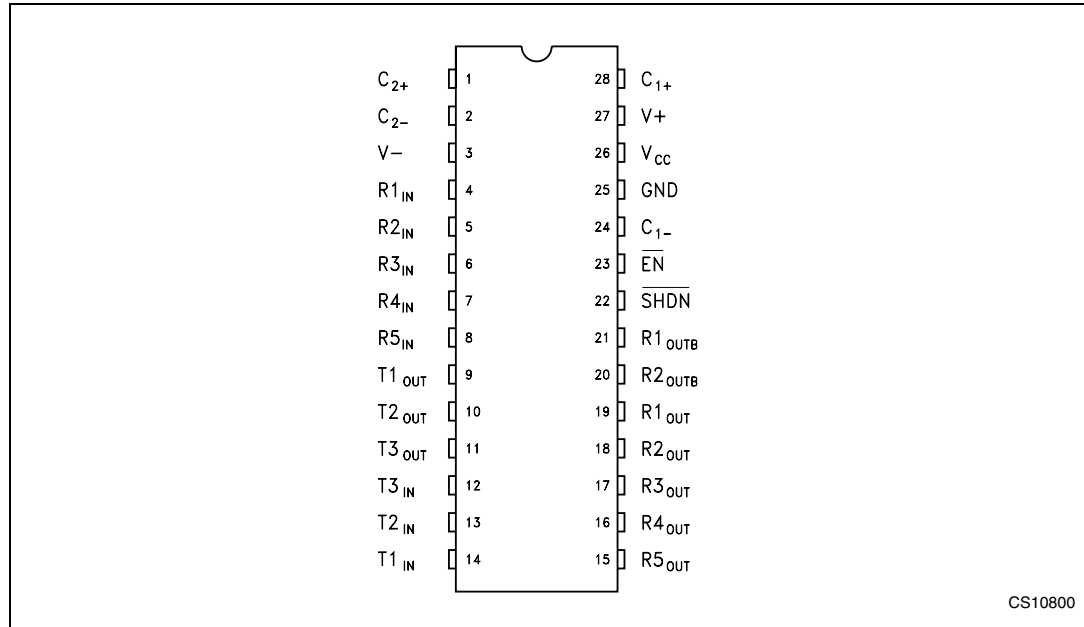 C2+ 1 28 C1+
C2- 2 27 V+
V- 3 26 VCC
R1IN 4 25 GND
R2IN 5 24 C1-
R3IN 6 23 EN
R4IN 7 22 SHDN
R5IN 8 21 R1OUTB
T1OUT 9 20 R2OUTB
T2OUT 10 19 R1OUT
T3OUT 11 18 R2OUT
T3IN 12 17 R3OUT
T2IN 13 16 R4OUT
T1IN 14 15 R5OUT
CS10800